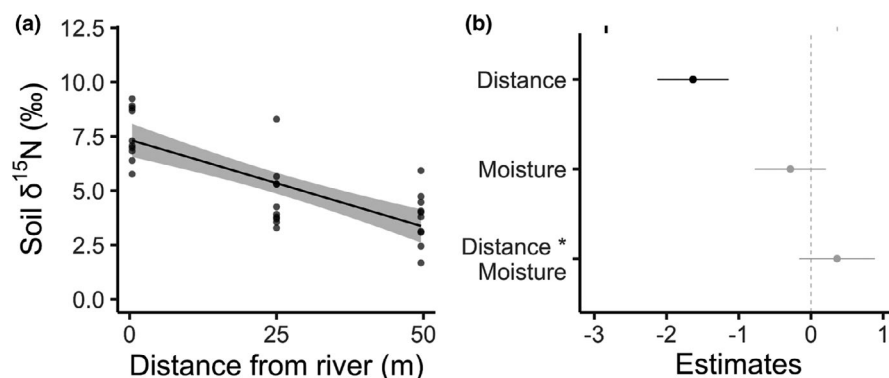 (a)
12.5
10.0
7.5
5.0
2.5
0.0
Soil δ¹⁵N (‰)
0 25 50
Distance from river (m)
(b)
Distance
Moisture
Distance *
Moisture
-3 -2 -1 0 1
Estimates